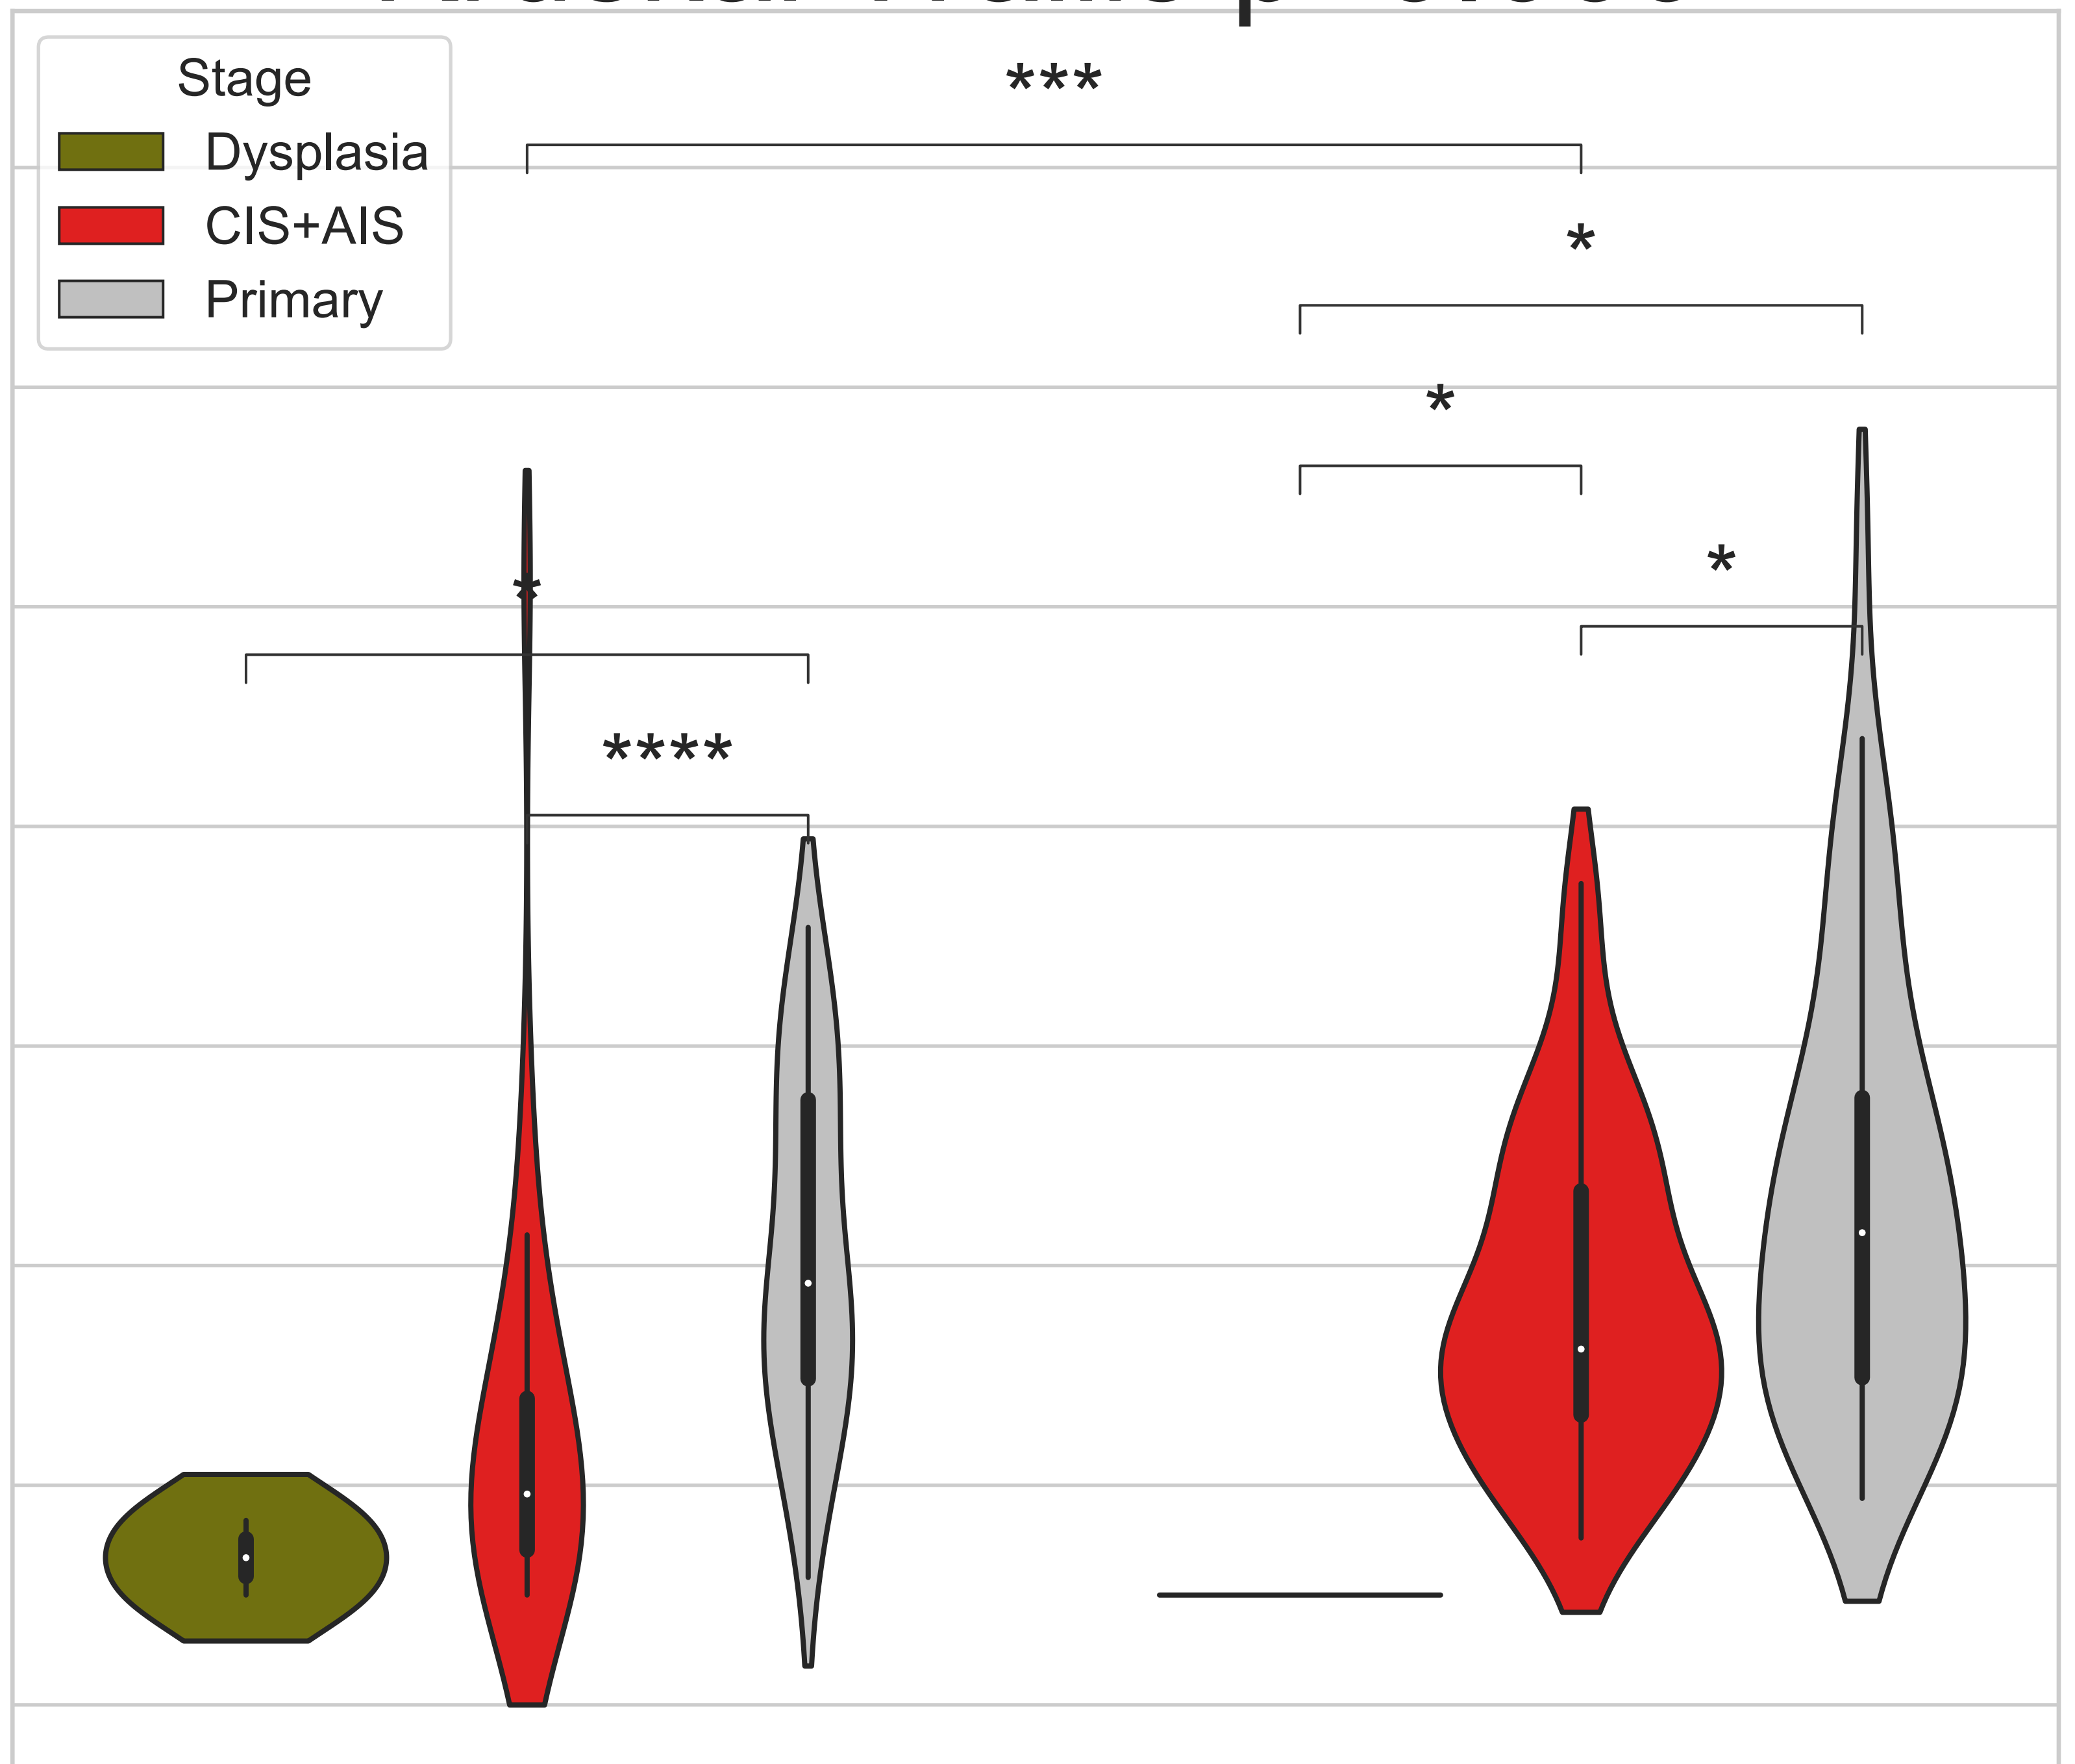 Stage
Dysplasia
CIS+AIS
Primary
***
*
*
*
*
****